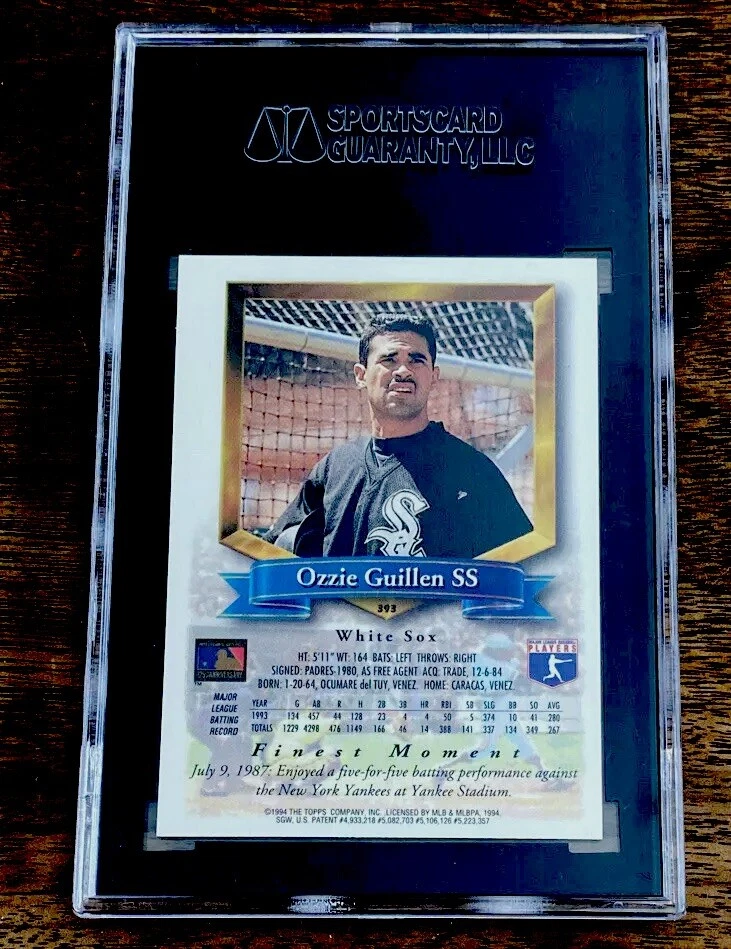 SPORTSCARD
GUARANTY, LLC
Ozzie Guillen SS
393
White Sox
HT: 5'11" WT: 164 BATS: LEFT THROWS: RIGHT
SIGNED: PADRES-1980, AS FREE AGENT ACQ: TRADE, 12-6-84
BORN: 1-20-64, OCUMARE del TUY, VENEZ. HOME: CARACAS, VENEZ.
PLAYERS
MAJOR LEAGUE BATTING RECORD
YEAR G AB R H 2B 3B HR RBI SB SLG BB SO AVG
1993 134 457 44 128 23 4 4 50 5 .374 10 41 .280
TOTALS 1229 4298 476 1149 166 46 14 388 141 .337 134 349 .267
Finest Moment
July 9, 1987: Enjoyed a five-for-five batting performance against
the New York Yankees at Yankee Stadium.
©1994 THE TOPPS COMPANY, INC. LICENSED BY MLB & MLBPA, 1994.
SGW, U.S. PATENT #4,933,218 #5,082,703 #5,106,126 #5,223,357